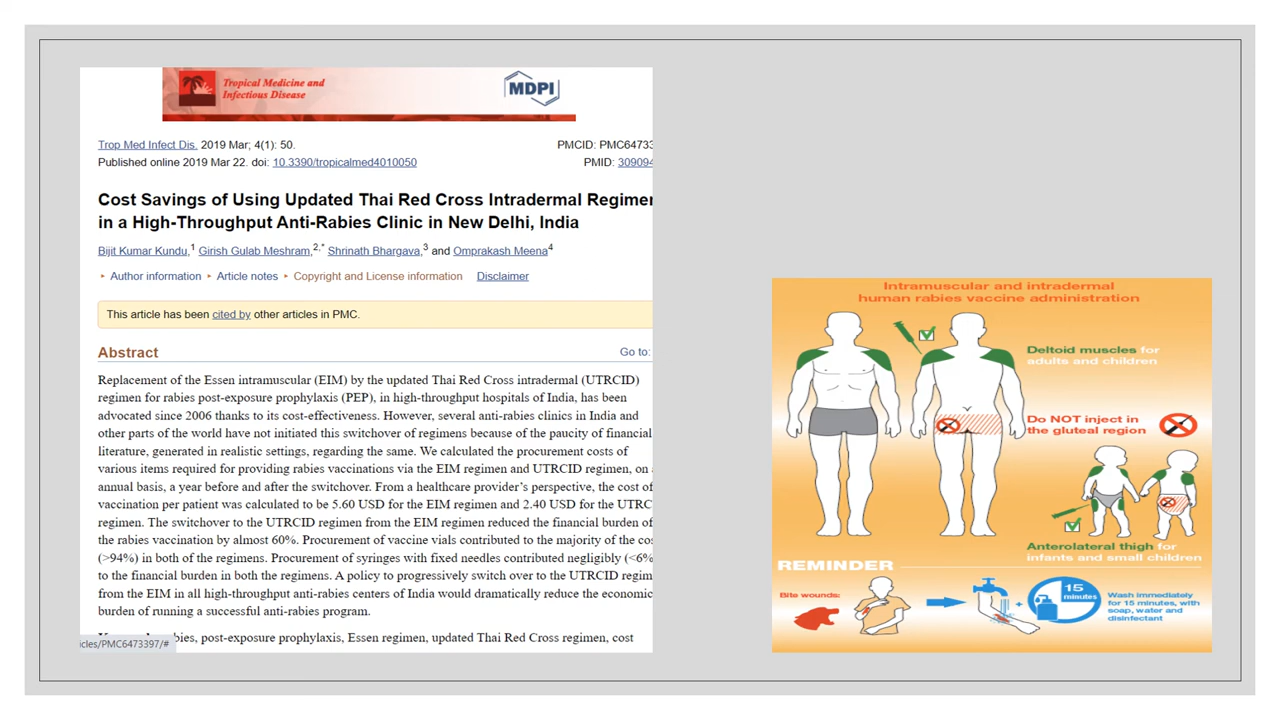 Tropical Medicine and
Infectious Disease
MDPI
Trop Med Infect Dis. 2019 Mar; 4(1): 50.
PMCID: PMC6473
Published online 2019 Mar 22. doi: 10.3390/tropicalmed4010050
PMID: 309094
Cost Savings of Using Updated Thai Red Cross Intradermal Regimen
in a High-Throughput Anti-Rabies Clinic in New Delhi, India
Bijit Kumar Kundu,1 Girish Gulab Meshram,2,* Shrinath Bhargava,3 and Omprakash Meena4
Author information Article notes Copyright and License information Disclaimer
This article has been cited by other articles in PMC.
Abstract
Go to:
Replacement of the Essen intramuscular (EIM) by the updated Thai Red Cross intradermal (UTRCID)
regimen for rabies post-exposure prophylaxis (PEP), in high-throughput hospitals of India, has been
advocated since 2006 thanks to its cost-effectiveness. However, several anti-rabies clinics in India and
other parts of the world have not initiated this switchover of regimens because of the paucity of financial
literature, generated in realistic settings, regarding the same. We calculated the procurement costs of
various items required for providing rabies vaccinations via the EIM regimen and UTRCID regimen, on a
annual basis, a year before and after the switchover. From a healthcare provider's perspective, the cost of
vaccination per patient was calculated to be 5.60 USD for the EIM regimen and 2.40 USD for the UTRC
regimen. The switchover to the UTRCID regimen from the EIM regimen reduced the financial burden of
the rabies vaccination by almost 60%. Procurement of vaccine vials contributed to the majority of the cos
(>94%) in both of the regimens. Procurement of syringes with fixed needles contributed negligibly (<6%
to the financial burden in both the regimens. A policy to progressively switch over to the UTRCID regim
from the EIM in all high-throughput anti-rabies centers of India would dramatically reduce the economic
burden of running a successful anti-rabies program.
bies, post-exposure prophylaxis, Essen regimen, updated Thai Red Cross regimen, cost
icles/PMC6473397/#
Intramuscular and intradermal
human rabies vaccine administration
Deltoid muscles for
adults and children
Do NOT inject in
the gluteal region
Anterolateral thigh for
infants and small children
REMINDER
Bite wounds:
15
minutes
Wash immediately
for 15 minutes, with
soap, water and
disinfectant